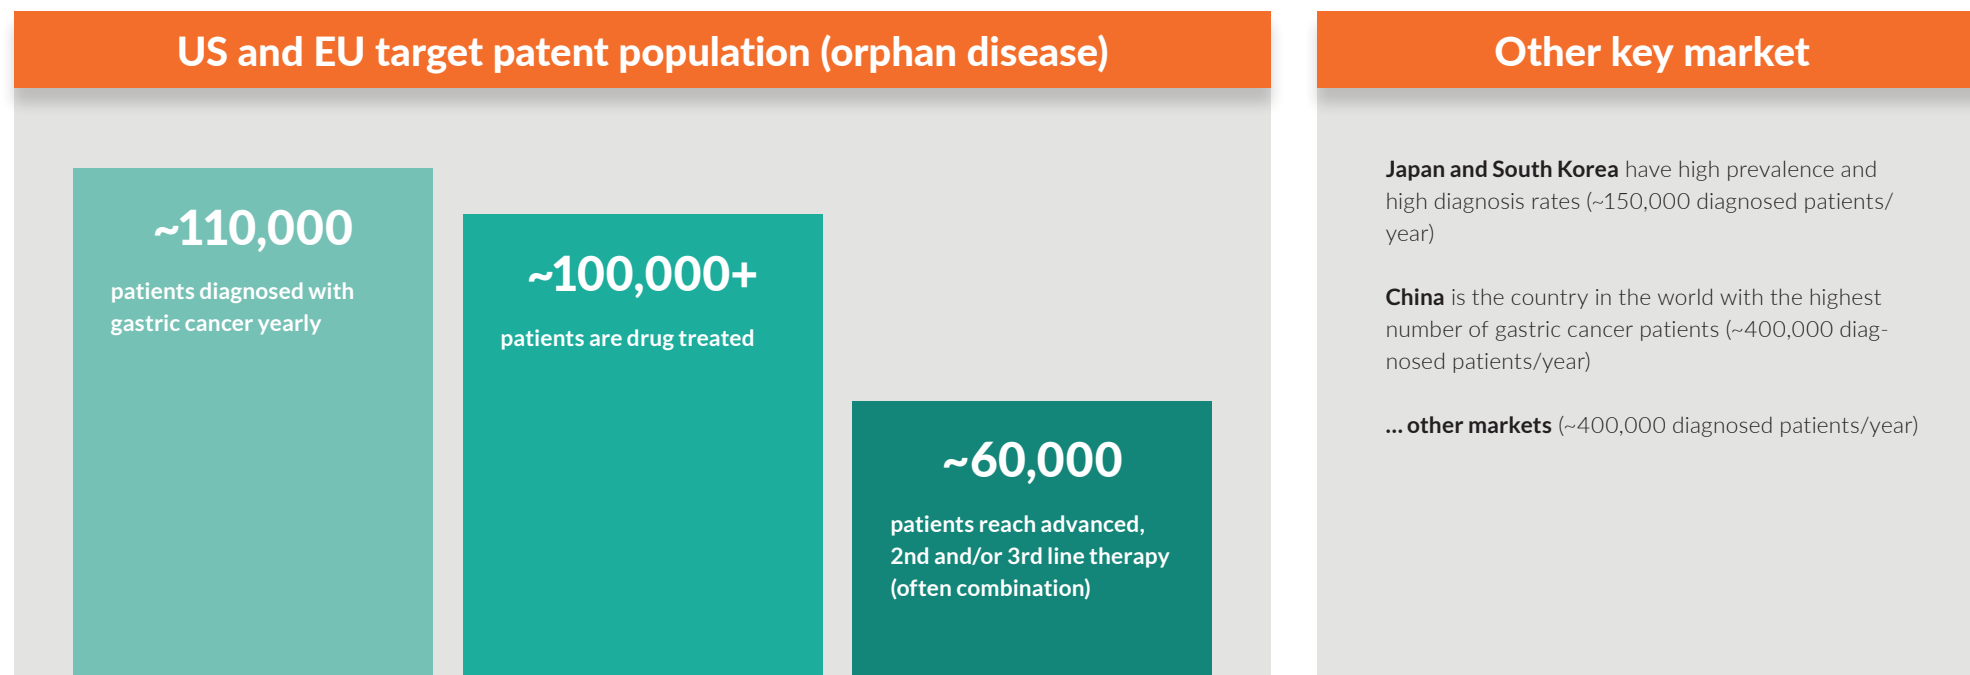 US and EU target patent population (orphan disease)
~110,000
patients diagnosed with
gastric cancer yearly
~100,000+
patients are drug treated
~60,000
patients reach advanced,
2nd and/or 3rd line therapy
(often combination)
Other key market
Japan and South Korea have high prevalence and
high diagnosis rates (~150,000 diagnosed patients/
year)
China is the country in the world with the highest
number of gastric cancer patients (~400,000 diag-
nosed patients/year)
... other markets (~400,000 diagnosed patients/year)